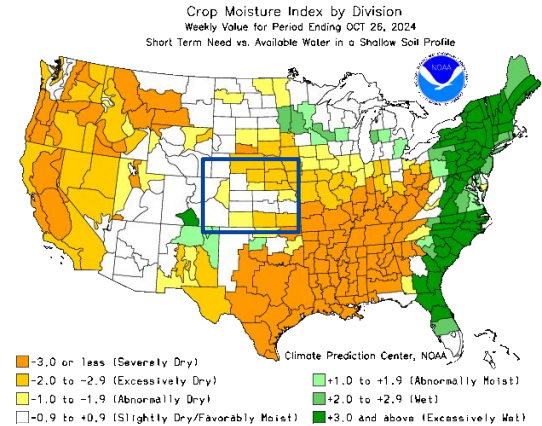 Crop Moisture Index by Division
Weekly Value for Period Ending OCT 26, 2024
Short Term Need vs. Available Water in a Shallow Soil Profile
NOAA
Climate Prediction Center, NOAA
-3.0 or less (Severely Dry)
-2.0 to -2.9 (Excessively Dry)
-1.0 to -1.9 (Abnormally Dry)
-0.9 to +0.9 (Slightly Dry/Favorably Moist)
+1.0 to +1.9 (Abnormally Moist)
+2.0 to +2.9 (Wet)
+3.0 and above (Excessively Wet)